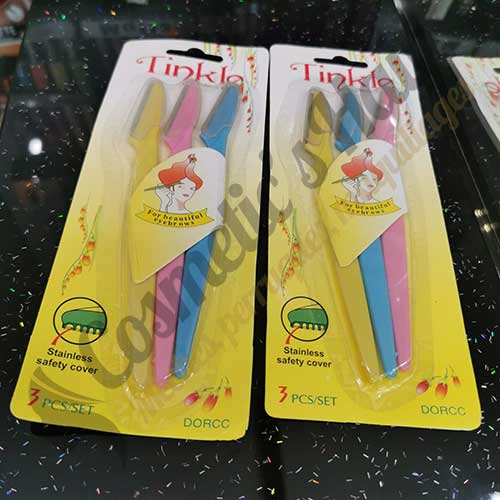 Tinkle
For beautiful
eyebrows
Stainless
safety cover
3 PCS/SET
DORCC
Tinkle
For beautiful
eyebrows
Stainless
safety cover
3 PCS/SET
DORCC
Cosmetic's